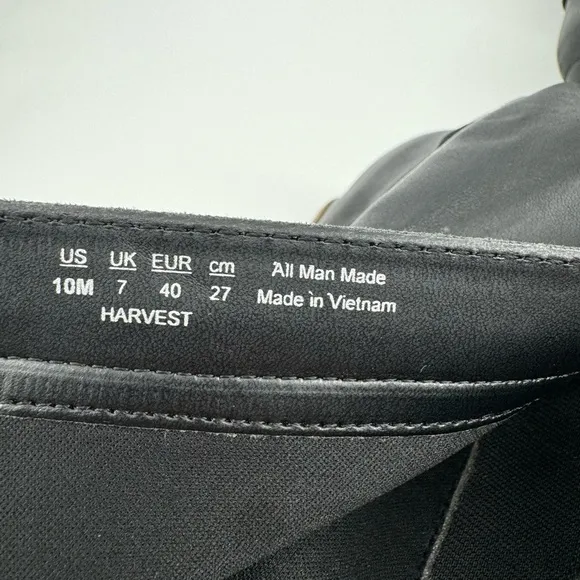 US UK EUR cm All Man Made
10M 7 40 27 Made in Vietnam
HARVEST